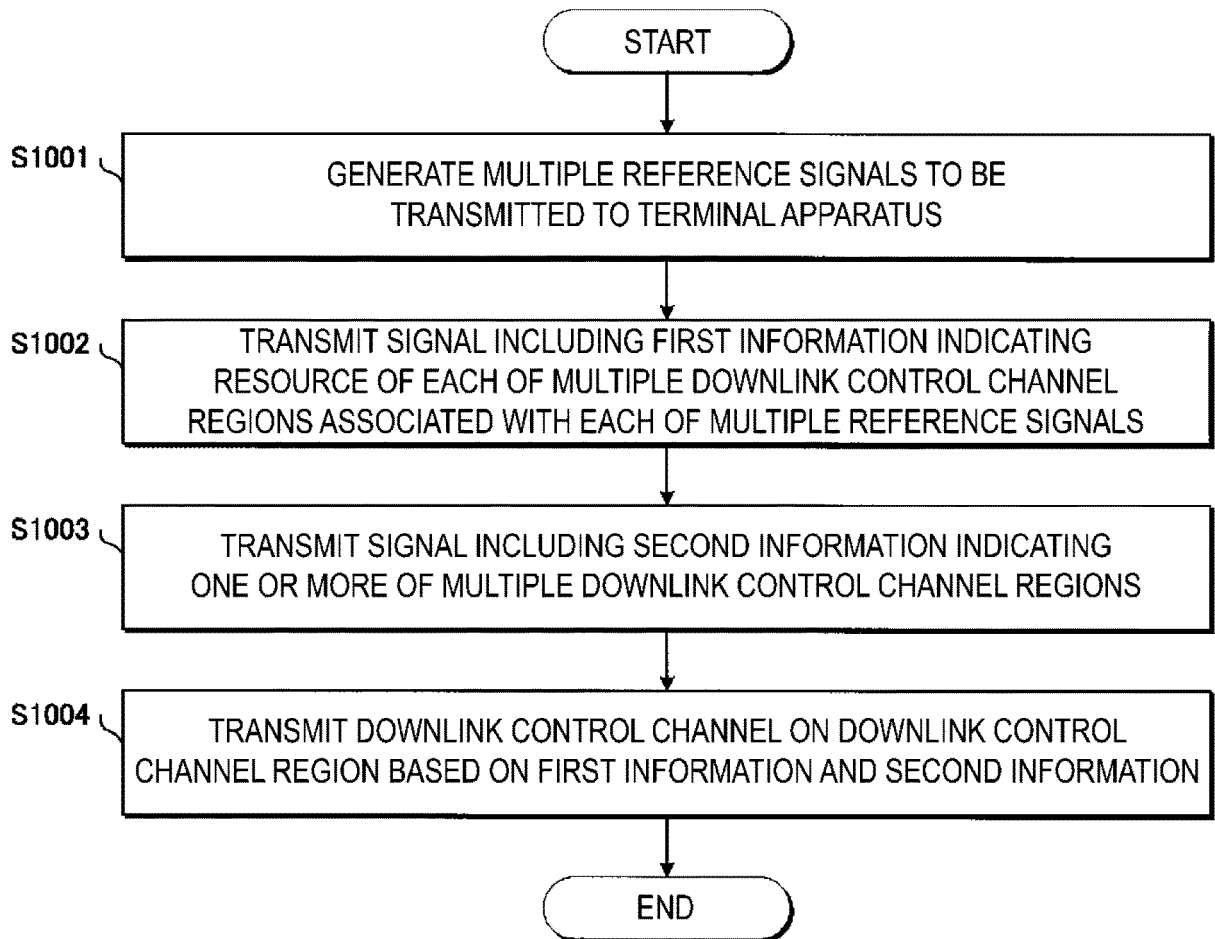 START
S1001
GENERATE MULTIPLE REFERENCE SIGNALS TO BE
TRANSMITTED TO TERMINAL APPARATUS
S1002
TRANSMIT SIGNAL INCLUDING FIRST INFORMATION INDICATING
RESOURCE OF EACH OF MULTIPLE DOWNLINK CONTROL CHANNEL
REGIONS ASSOCIATED WITH EACH OF MULTIPLE REFERENCE SIGNALS
S1003
TRANSMIT SIGNAL INCLUDING SECOND INFORMATION INDICATING
ONE OR MORE OF MULTIPLE DOWNLINK CONTROL CHANNEL REGIONS
S1004
TRANSMIT DOWNLINK CONTROL CHANNEL ON DOWNLINK CONTROL
CHANNEL REGION BASED ON FIRST INFORMATION AND SECOND INFORMATION
END